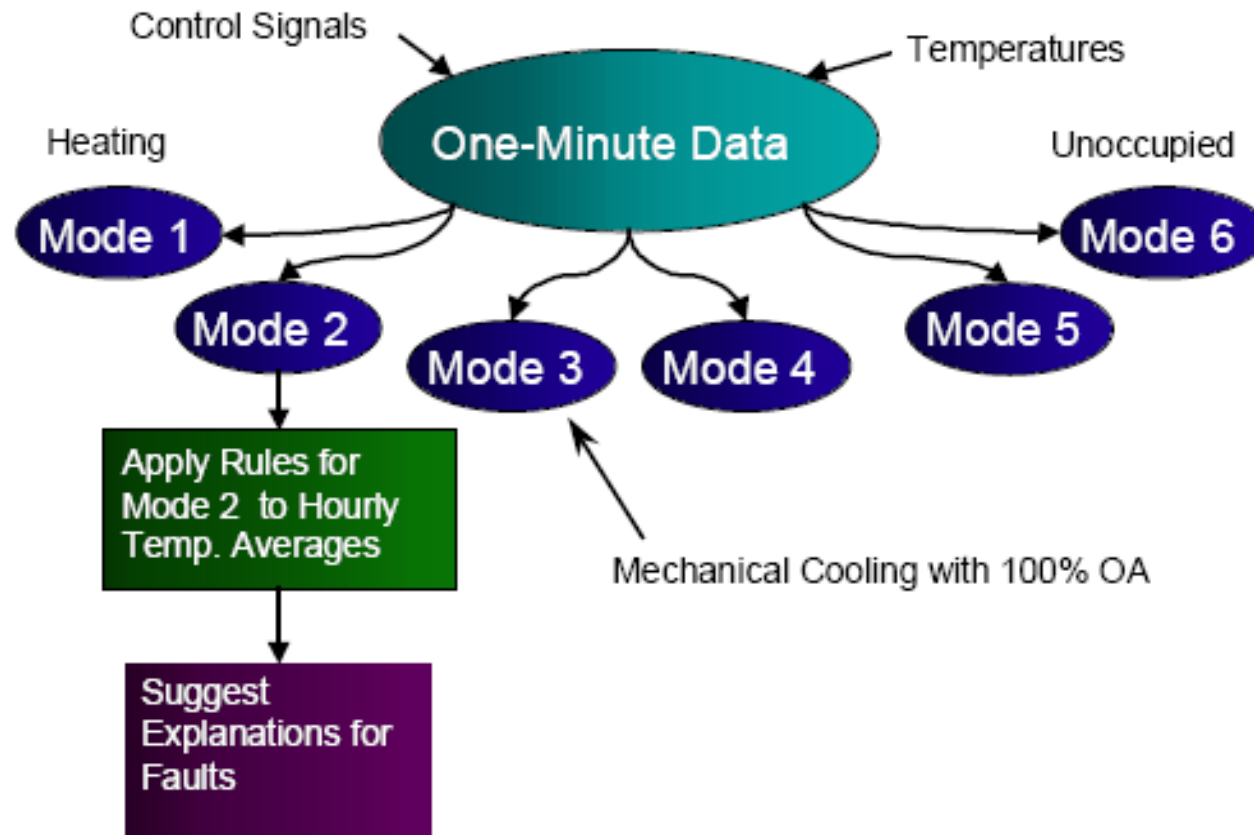 Control Signals
Temperatures
One-Minute Data
Heating
Unoccupied
Mode 1
Mode 6
Mode 2
Mode 5
Mode 3
Mode 4
Apply Rules for
Mode 2 to Hourly
Temp. Averages
Mechanical Cooling with 100% OA
Suggest
Explanations for
Faults